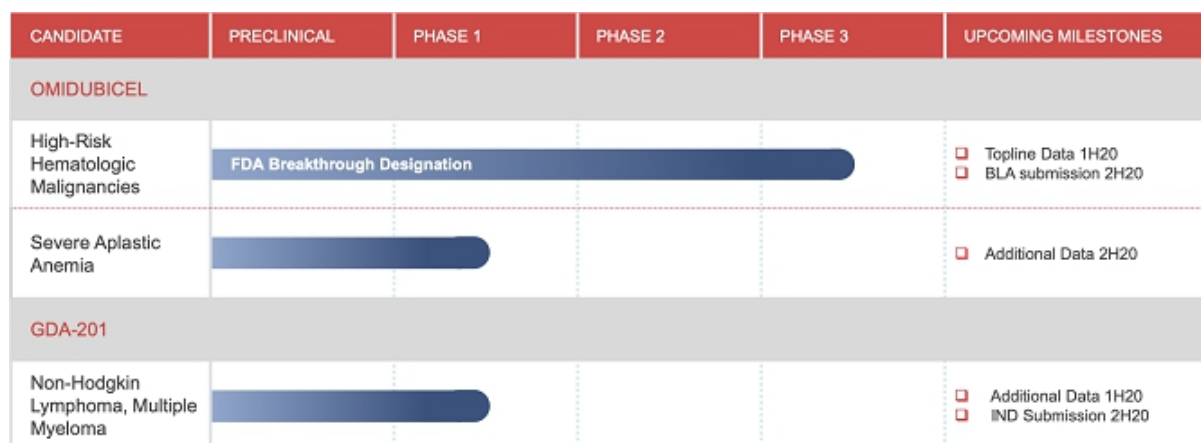 CANDIDATE PRECLINICAL PHASE 1 PHASE 2 PHASE 3 UPCOMING MILESTONES
OMIDUBICEL
High-Risk
Hematologic
Malignancies
FDA Breakthrough Designation
Topline Data 1H20
BLA submission 2H20
Severe Aplastic
Anemia
Additional Data 2H20
GDA-201
Non-Hodgkin
Lymphoma, Multiple
Myeloma
Additional Data 1H20
IND Submission 2H20